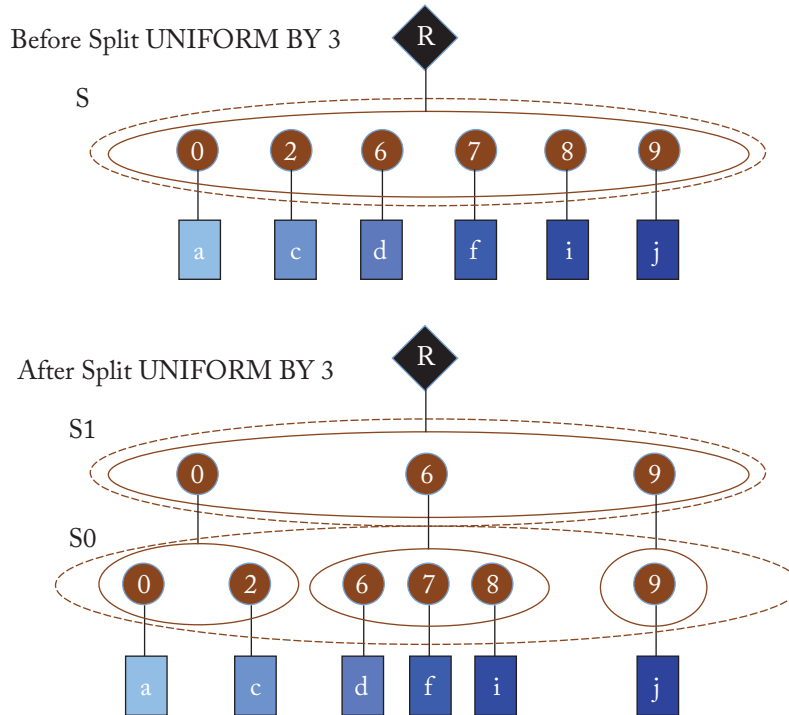 Before Split UNIFORM BY 3
R
S
0 2 6 7 8 9
a c d f i j
After Split UNIFORM BY 3
R
S1
0 6 9
S0
0 2 6 7 8 9
a c d f i j